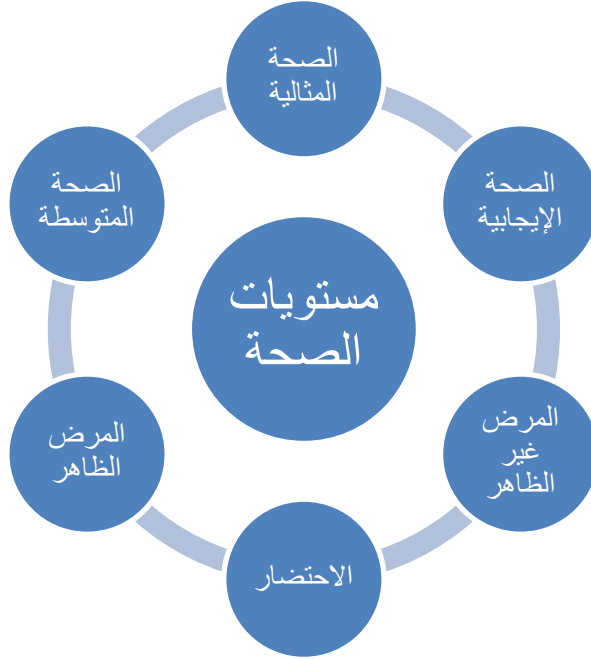 الصحة
المثالية
الصحة
الإيجابية
الصحة
المتوسطة
مستويات
الصحة
المرض
غير
الظاهر
المرض
الظاهر
الاحتضار